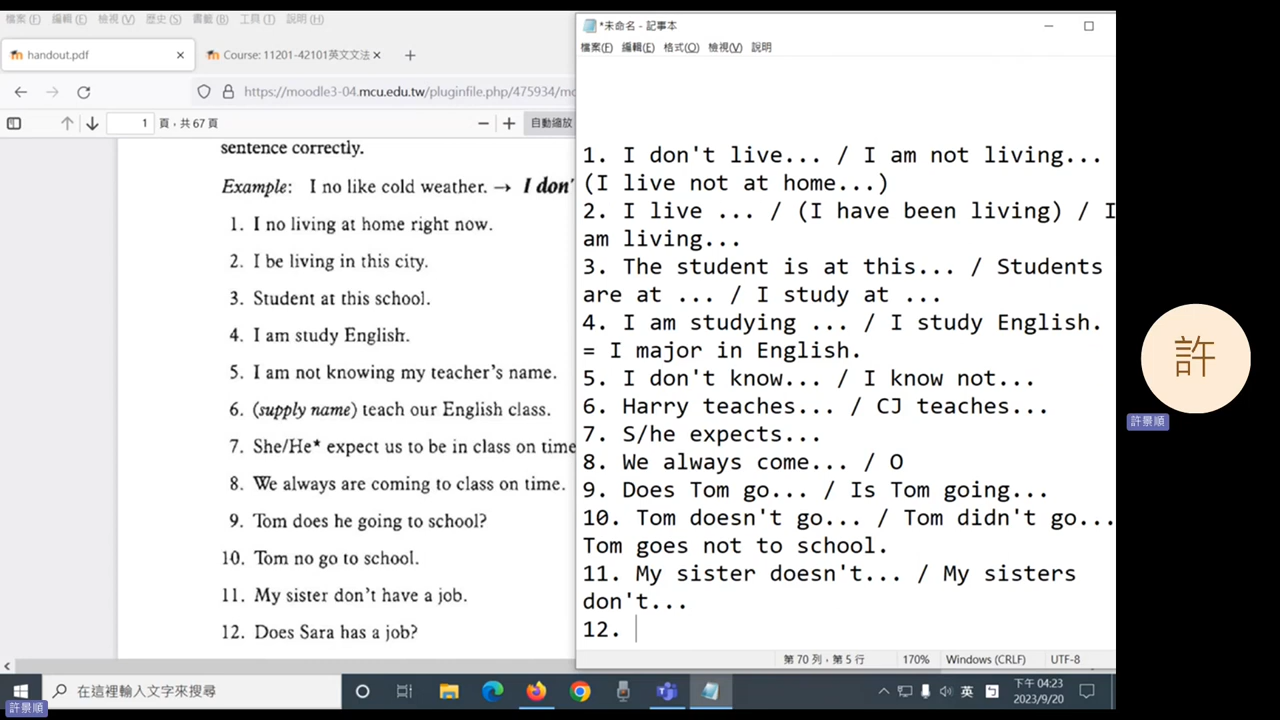 檔案(F) 編輯(E) 檢視(V) 歷史(S) 書籤(B) 工具(T) 說明(H)
handout.pdf
Course: 11201-42101英文文法
https://moodle3-04.mcu.edu.tw/pluginfile.php/475934/mo
1 頁，共 67 頁
自動縮放
sentence correctly.
Example: I no like cold weather. → I don'
1. I no living at home right now.
2. I be living in this city.
3. Student at this school.
4. I am study English.
5. I am not knowing my teacher's name.
6. (supply name) teach our English class.
7. She/He* expect us to be in class on time
8. We always are coming to class on time.
9. Tom does he going to school?
10. Tom no go to school.
11. My sister don't have a job.
12. Does Sara has a job?
*未命名 - 記事本
檔案(F) 編輯(E) 格式(O) 檢視(V) 說明
1. I don't live... / I am not living...
(I live not at home...)
2. I live ... / (I have been living) / I
am living...
3. The student is at this... / Students
are at ... / I study at ...
4. I am studying ... / I study English.
= I major in English.
5. I don't know... / I know not...
6. Harry teaches... / CJ teaches...
7. S/he expects...
8. We always come... / O
9. Does Tom go... / Is Tom going...
10. Tom doesn't go... / Tom didn't go...
Tom goes not to school.
11. My sister doesn't... / My sisters
don't...
12.
第 70 列，第 5 行 170% Windows (CRLF) UTF-8
在這裡輸入文字來搜尋
英
下午 04:23
2023/9/20
許景順
許
許景順